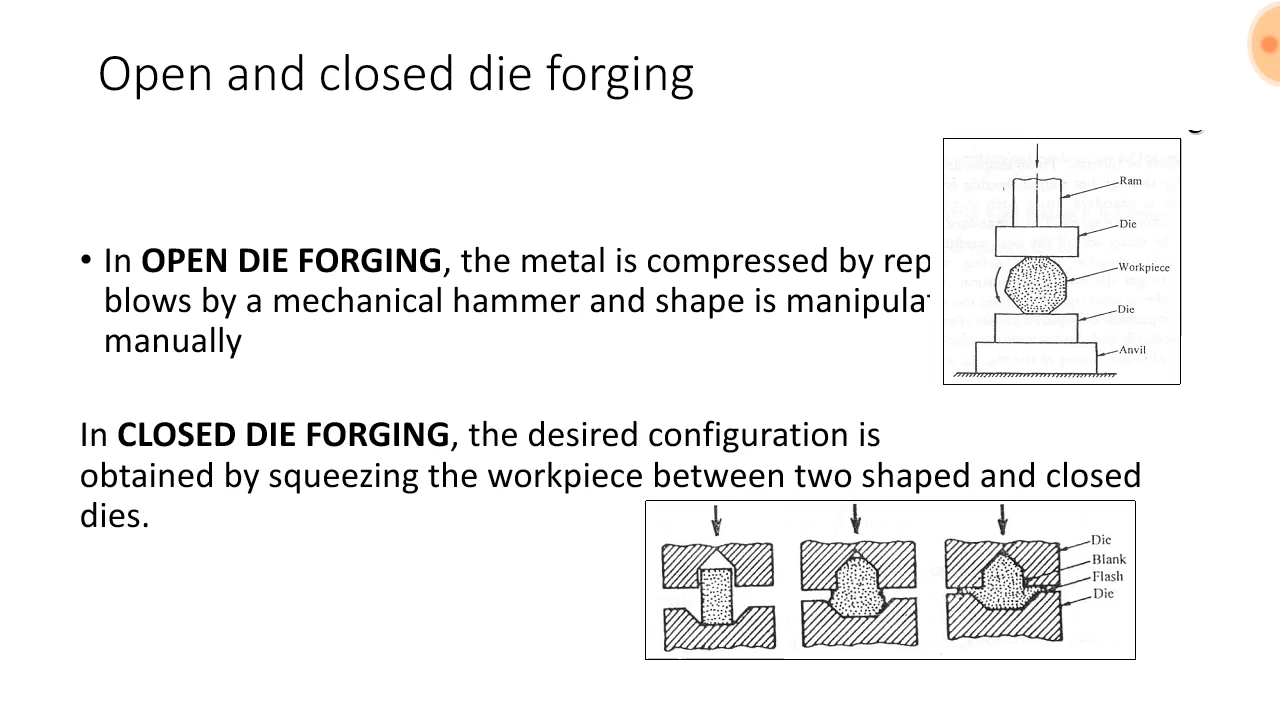 Open and closed die forging
• In OPEN DIE FORGING, the metal is compressed by rep
blows by a mechanical hammer and shape is manipulat
manually
Ram
Die
Workpiece
Die
Anvil
In CLOSED DIE FORGING, the desired configuration is
obtained by squeezing the workpiece between two shaped and closed
dies.
Die
Blank
Flash
Die